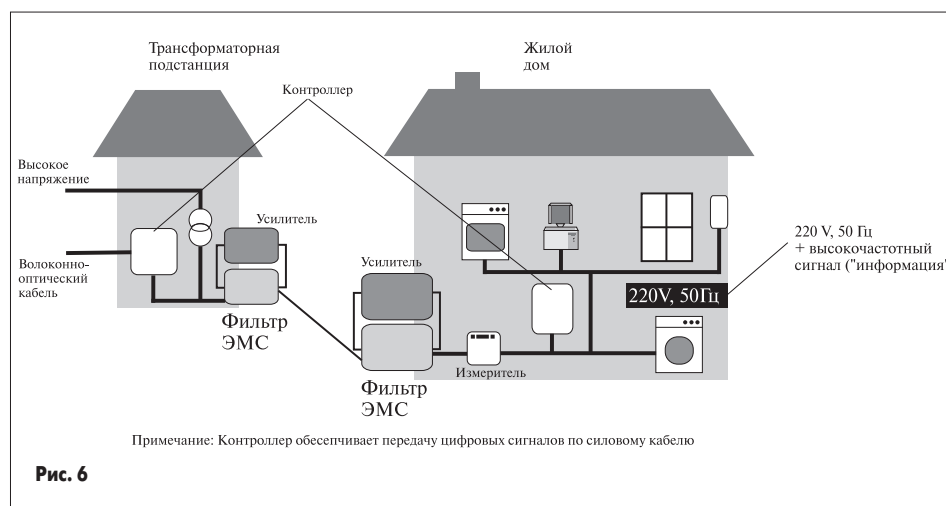 Трансформаторная
подстанция
Жилой
дом
Контроллер
Высокое
напряжение
Усилитель
Волоконно-
оптический
кабель
Фильтр
ЭМС
Усилитель
Фильтр
ЭМС
Измеритель
220V, 50Гц
220 V, 50 Гц
+ высокочастотный
сигнал ("информация"
Примечание: Контроллер обесепчивает передачу цифровых сигналов по силовому кабелю
Рис. 6